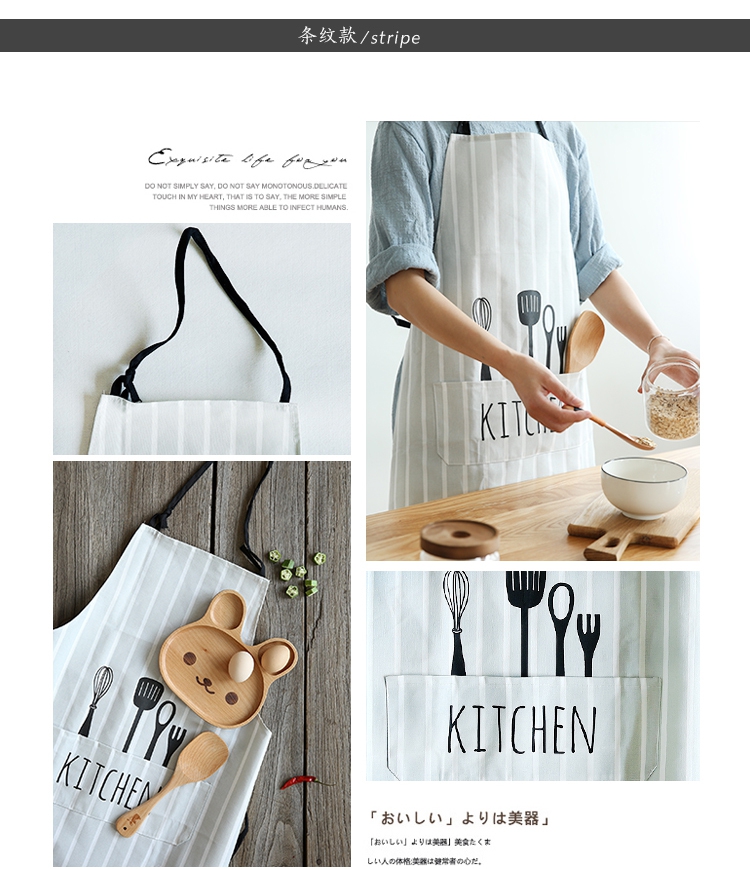 条纹款/stripe
Exquisite life for you
DO NOT SIMPLY SAY, DO NOT SAY MONOTONOUS.DELICATE
TOUCH IN MY HEART, THAT IS TO SAY, THE MORE SIMPLE
THINGS MORE ABLE TO INFECT HUMANS.
KITCHEN
KITCHEN
KITCHEN
「おいしい」よりは美器」
「おいしい」よりは美器」美食たくま
しい人の体格;美器は健常者の心だ。